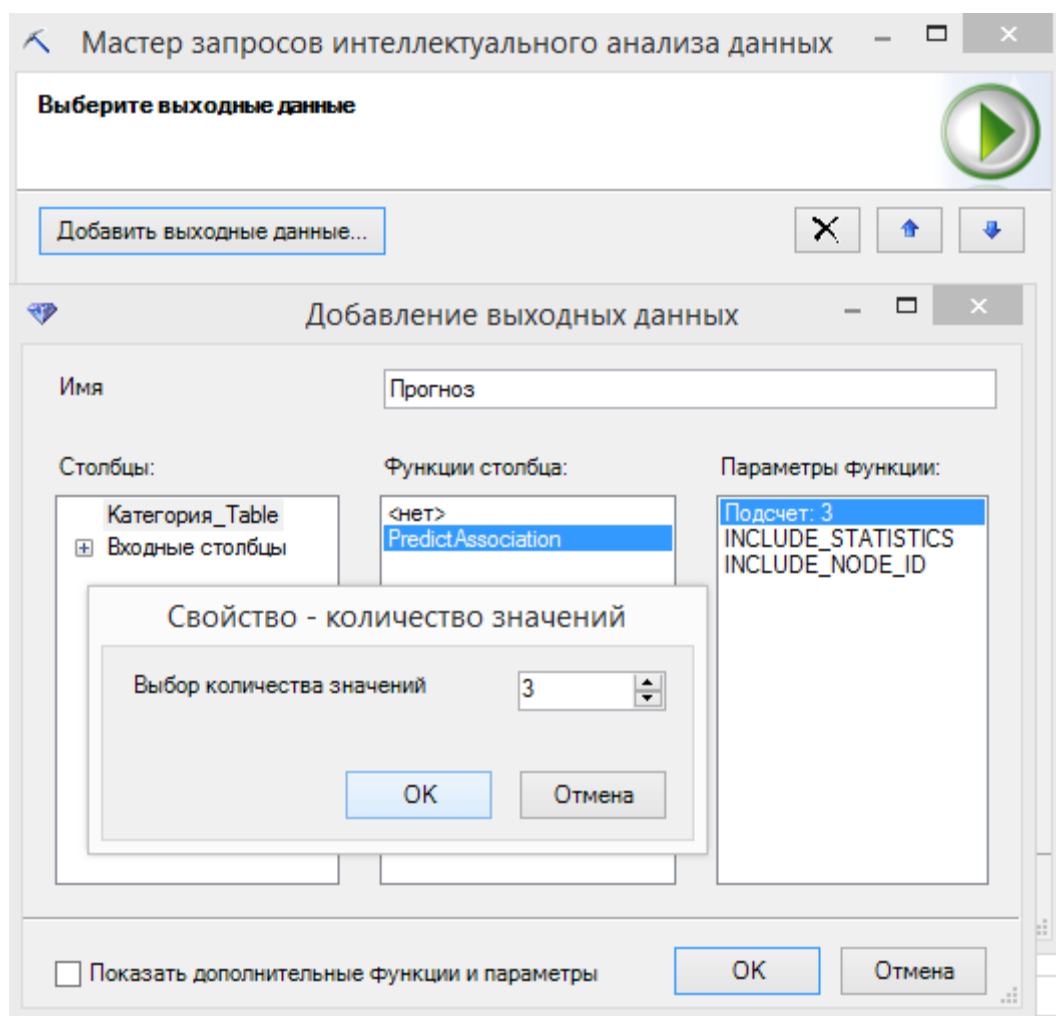 Мастер запросов интеллектуального анализа данных
Выберите выходные данные
Добавить выходные данные...
Добавление выходных данных
Имя
Прогноз
Столбцы:
Функции столбца:
Параметры функции:
Категория_Table
Входные столбцы
<нет>
PredictAssociation
Подсчет: 3
INCLUDE_STATISTICS
INCLUDE_NODE_ID
Свойство - количество значений
Выбор количества значений
3
OK
Отмена
Показать дополнительные функции и параметры
OK
Отмена